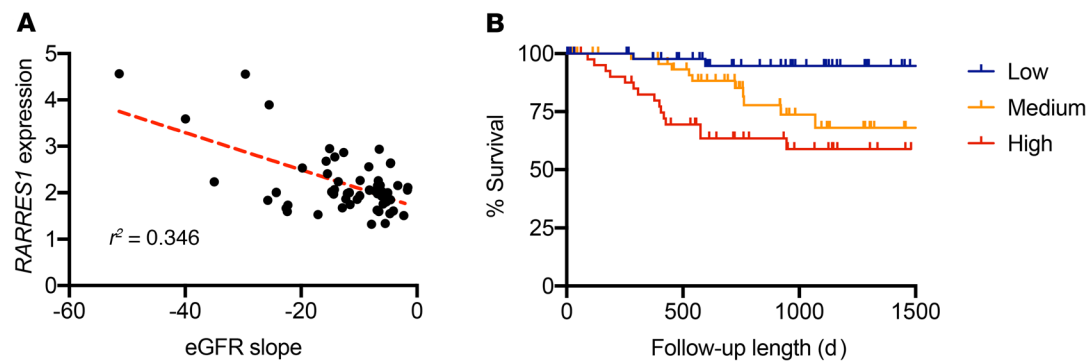 A
5
4
3
2
1
0
RARRES1 expression
r² = 0.346
-60
-40
-20
0
eGFR slope
B
100
75
50
25
0
% Survival
0
500
1000
1500
Follow-up length (d)
Low
Medium
High